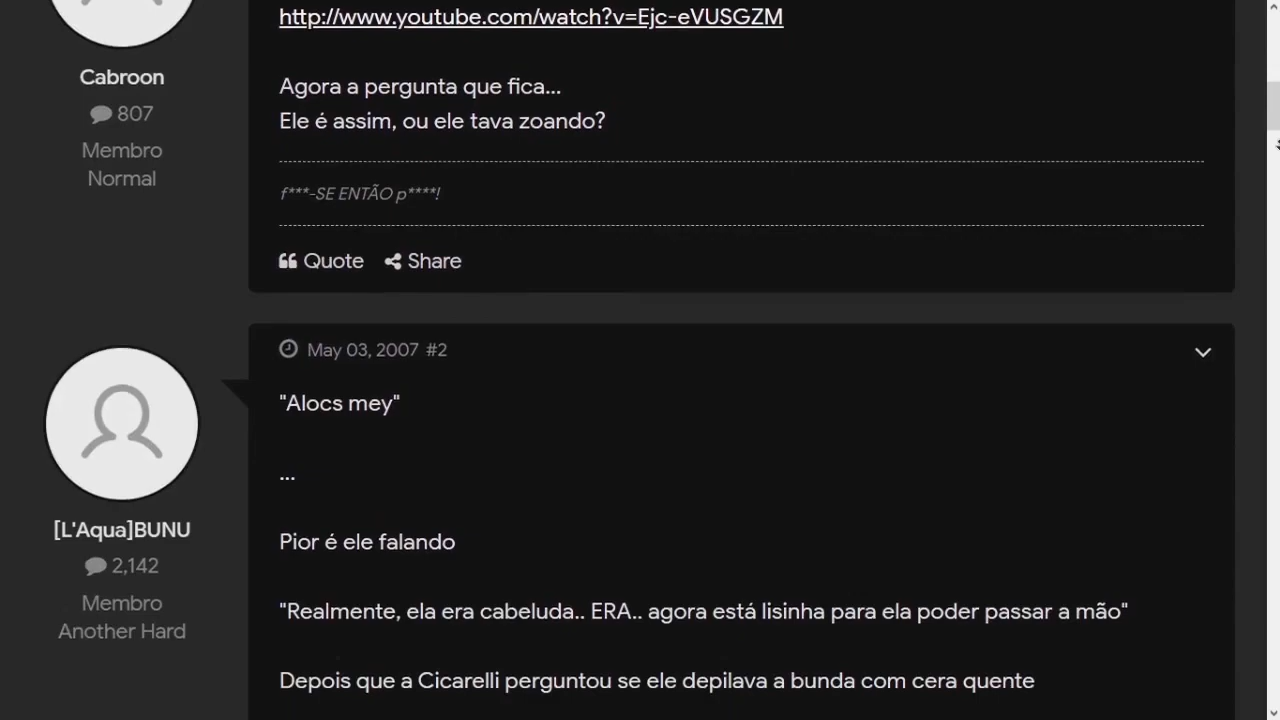 http://www.youtube.com/watch?v=Ejc-eVUSGZM
Cabroon
807
Membro
Normal
Agora a pergunta que fica...
Ele é assim, ou ele tava zoando?
f***-SE ENTÃO p****!
Quote Share
May 03, 2007 #2
"Alocs mey"
...
[L'Aqua]BUNU
2,142
Membro
Another Hard
Pior é ele falando
"Realmente, ela era cabeluda.. ERA.. agora está lisinha para ela poder passar a mão"
Depois que a Cicarelli perguntou se ele depilava a bunda com cera quente